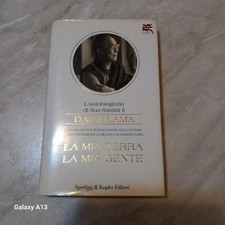 L'autobiografia
di Sua Santità il
DALAI LAMA
LA MIA TERRA
LA MIA GENTE
Sperling & Kupfer Editori
Galaxy A13